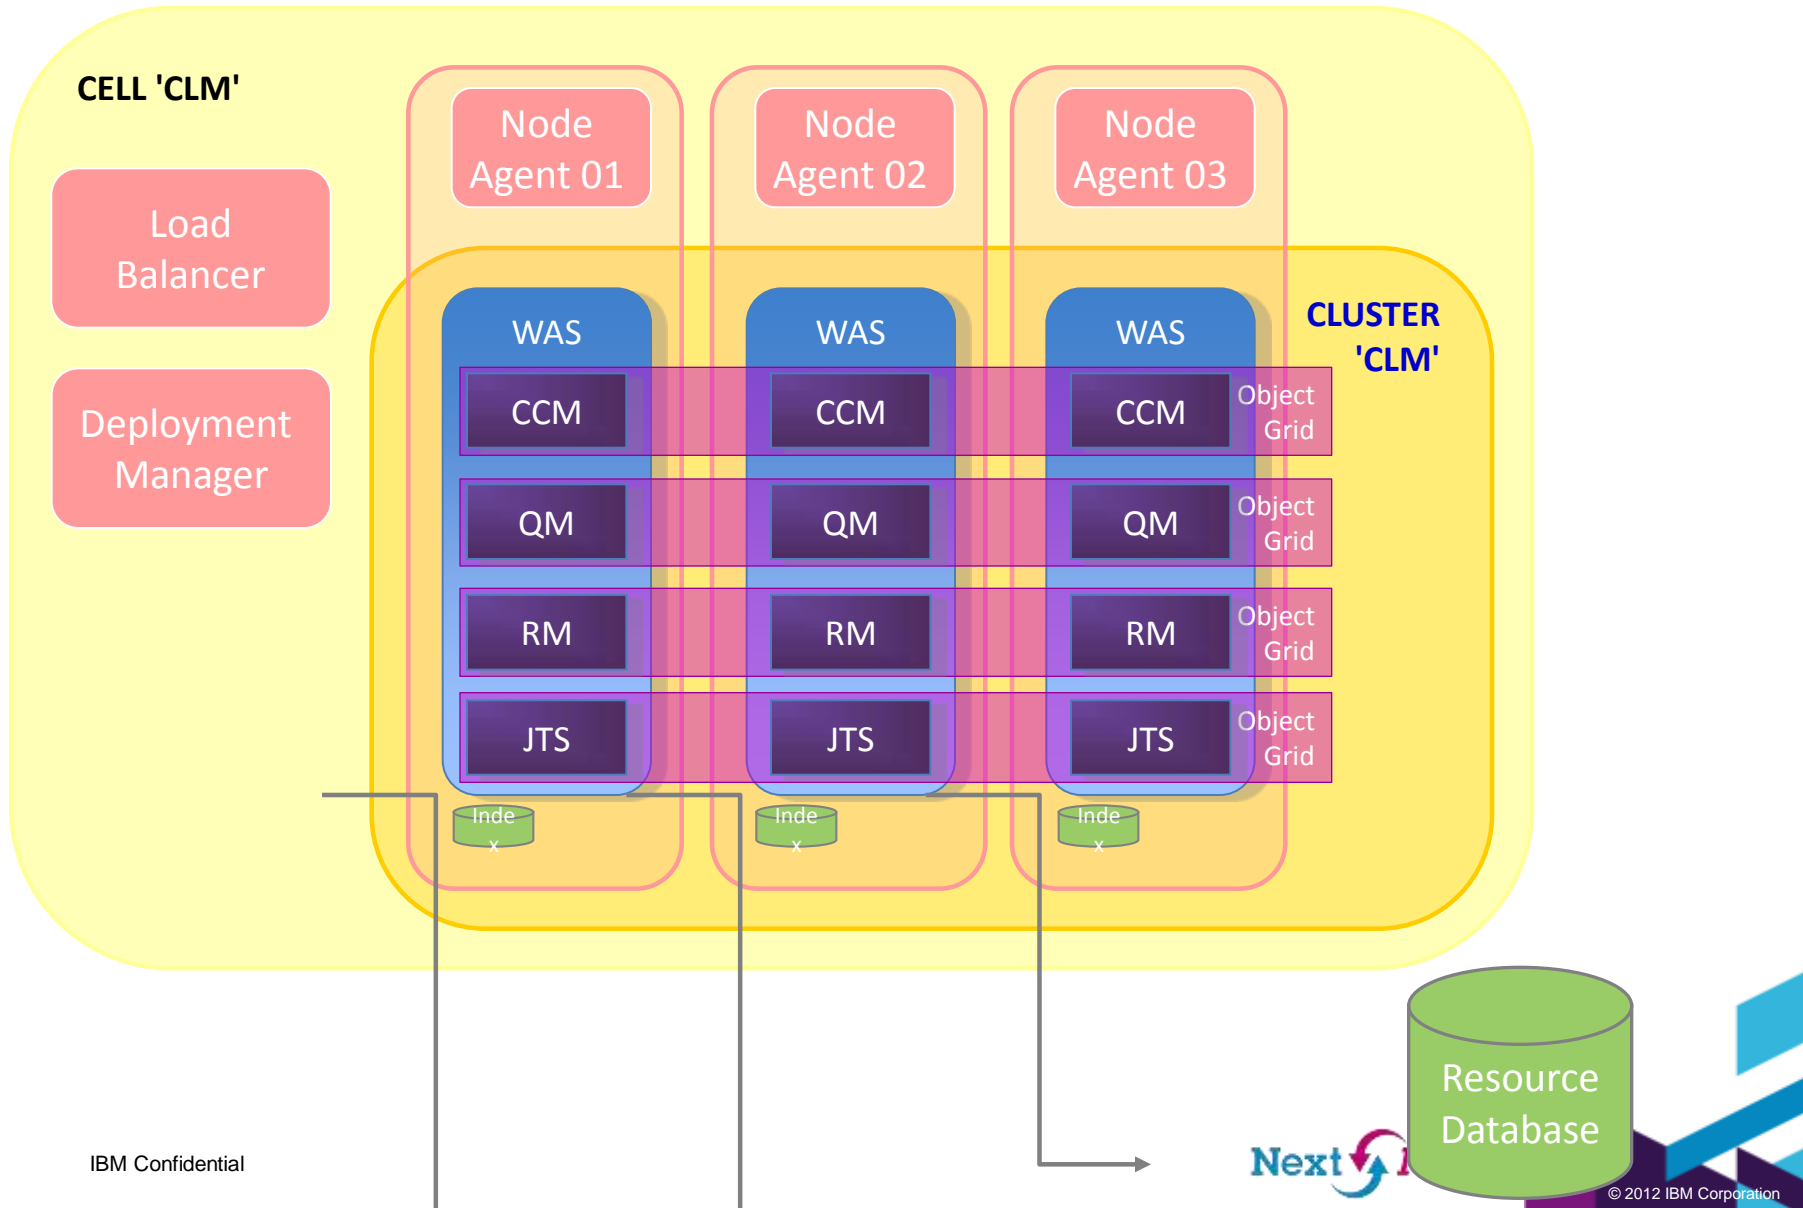 CELL 'CLM'
Node
Agent 01
Node
Agent 02
Node
Agent 03
Load
Balancer
Deployment
Manager
CLUSTER
'CLM'
WAS
WAS
WAS
CCM
CCM
CCM
Object
Grid
QM
QM
QM
Object
Grid
RM
RM
RM
Object
Grid
JTS
JTS
JTS
Object
Grid
Inde
x
Inde
x
Inde
x
Resource
Database
IBM Confidential
Next
© 2012 IBM Corporation